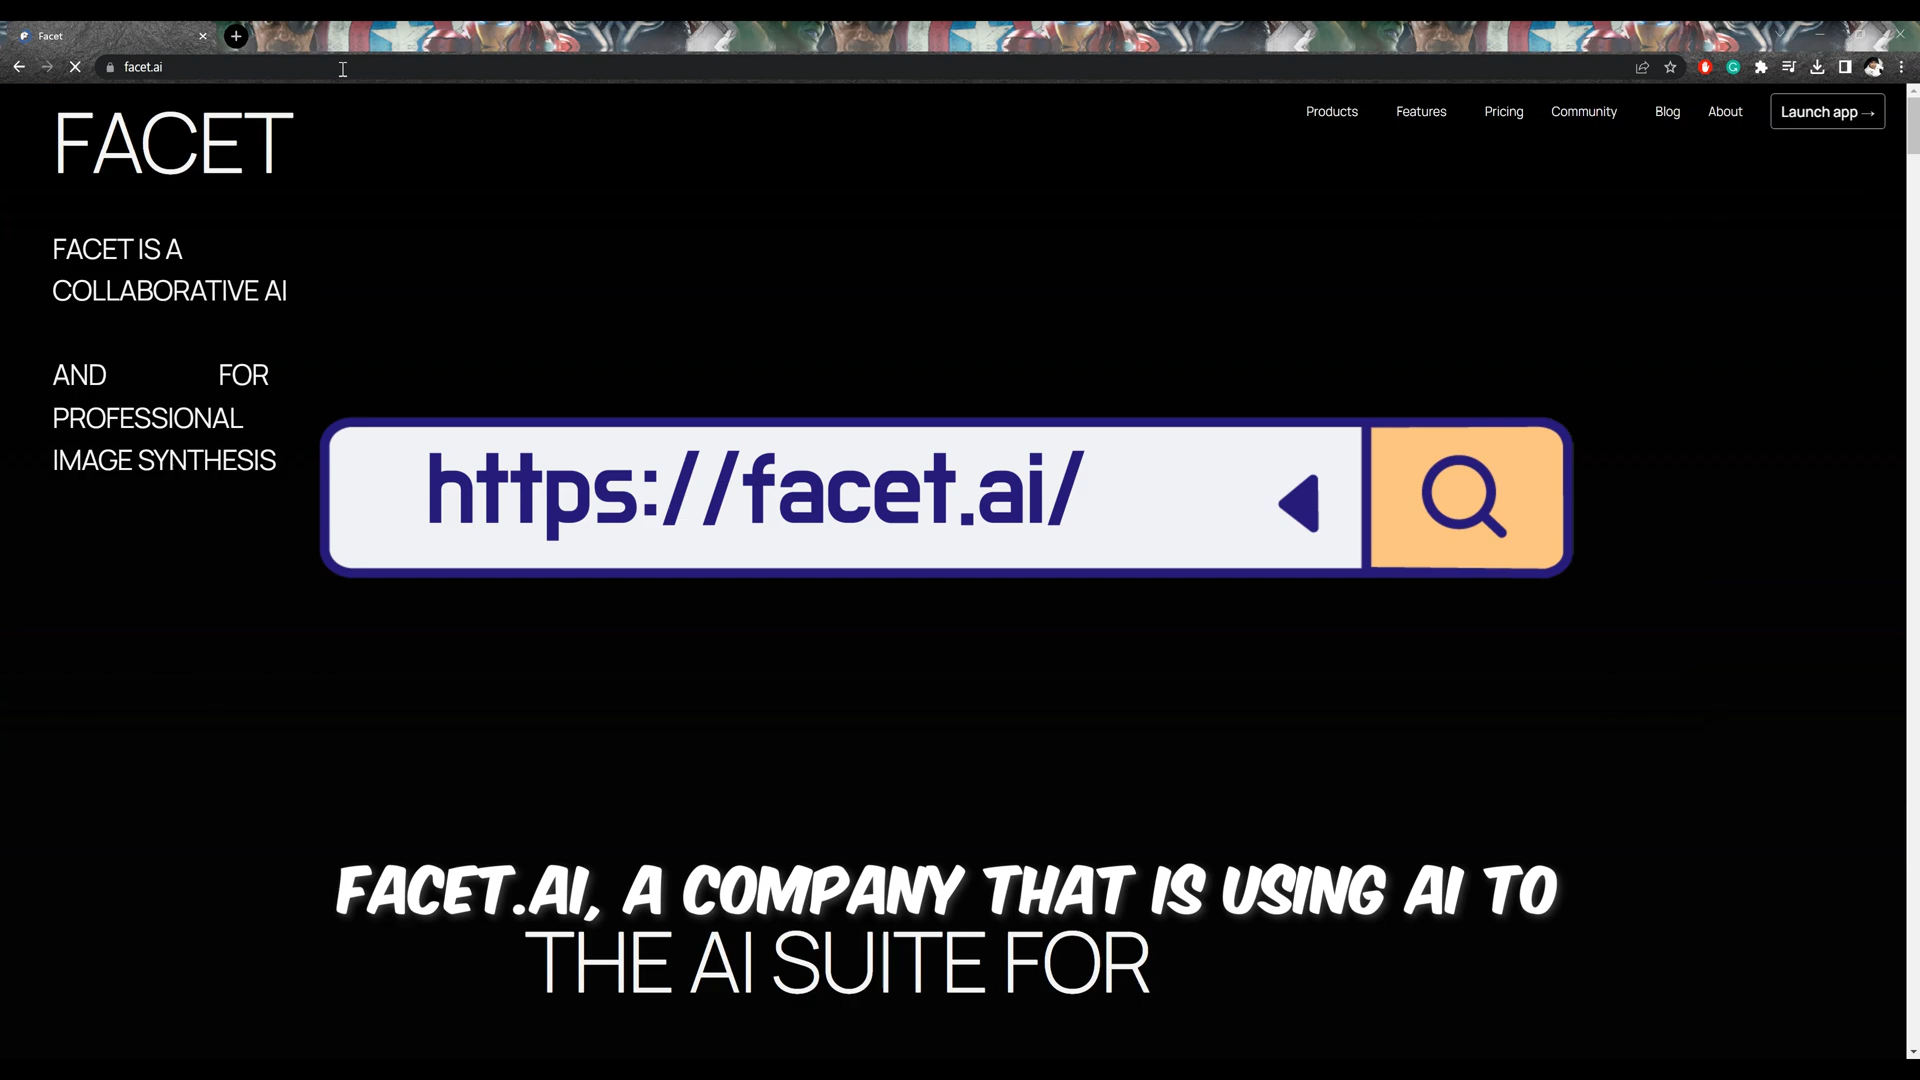 Facet
facet.ai
FACET
Products Features Pricing Community Blog About Launch app →
FACET IS A
COLLABORATIVE AI
AND FOR
PROFESSIONAL
IMAGE SYNTHESIS
https://facet.ai/
FACET.AI, A COMPANY THAT IS USING AI TO
THE AI SUITE FOR